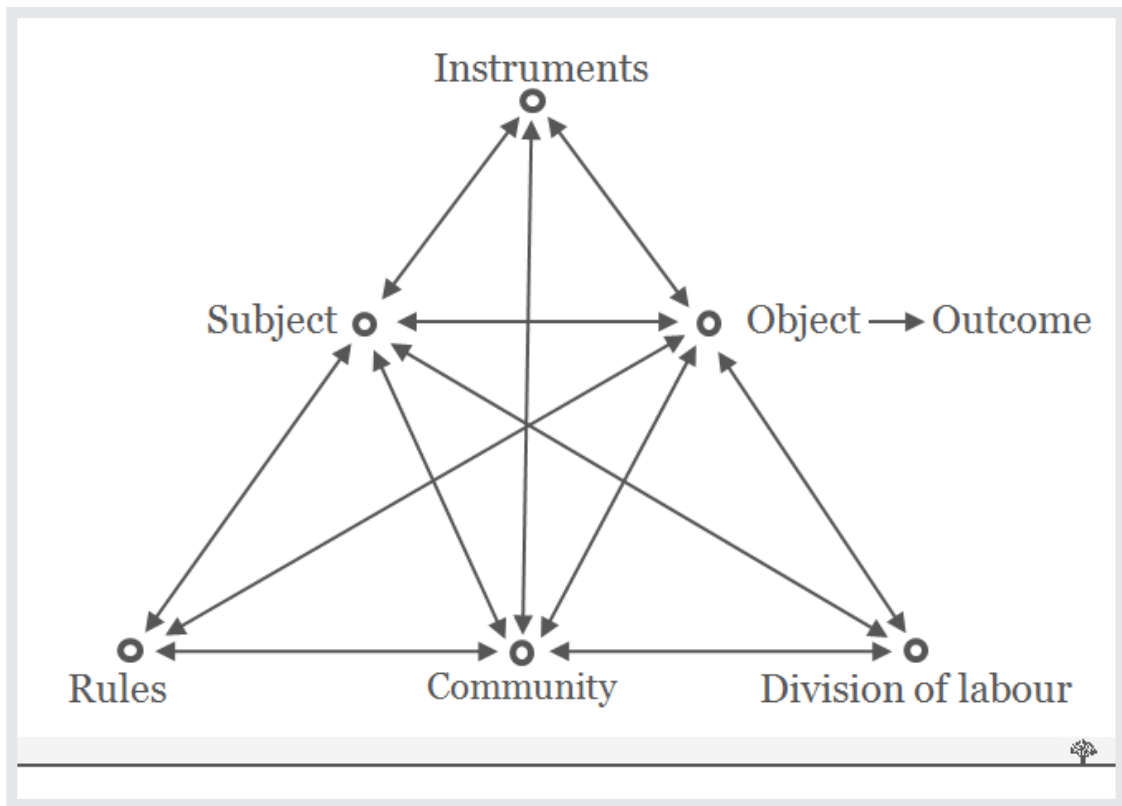 Instruments
Subject
Object
Outcome
Rules
Community
Division of labour